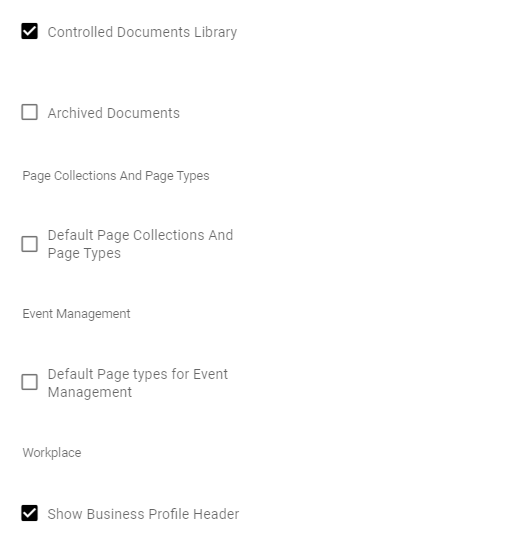 Controlled Documents Library
Archived Documents
Page Collections And Page Types
Default Page Collections And
Page Types
Event Management
Default Page types for Event
Management
Workplace
Show Business Profile Header